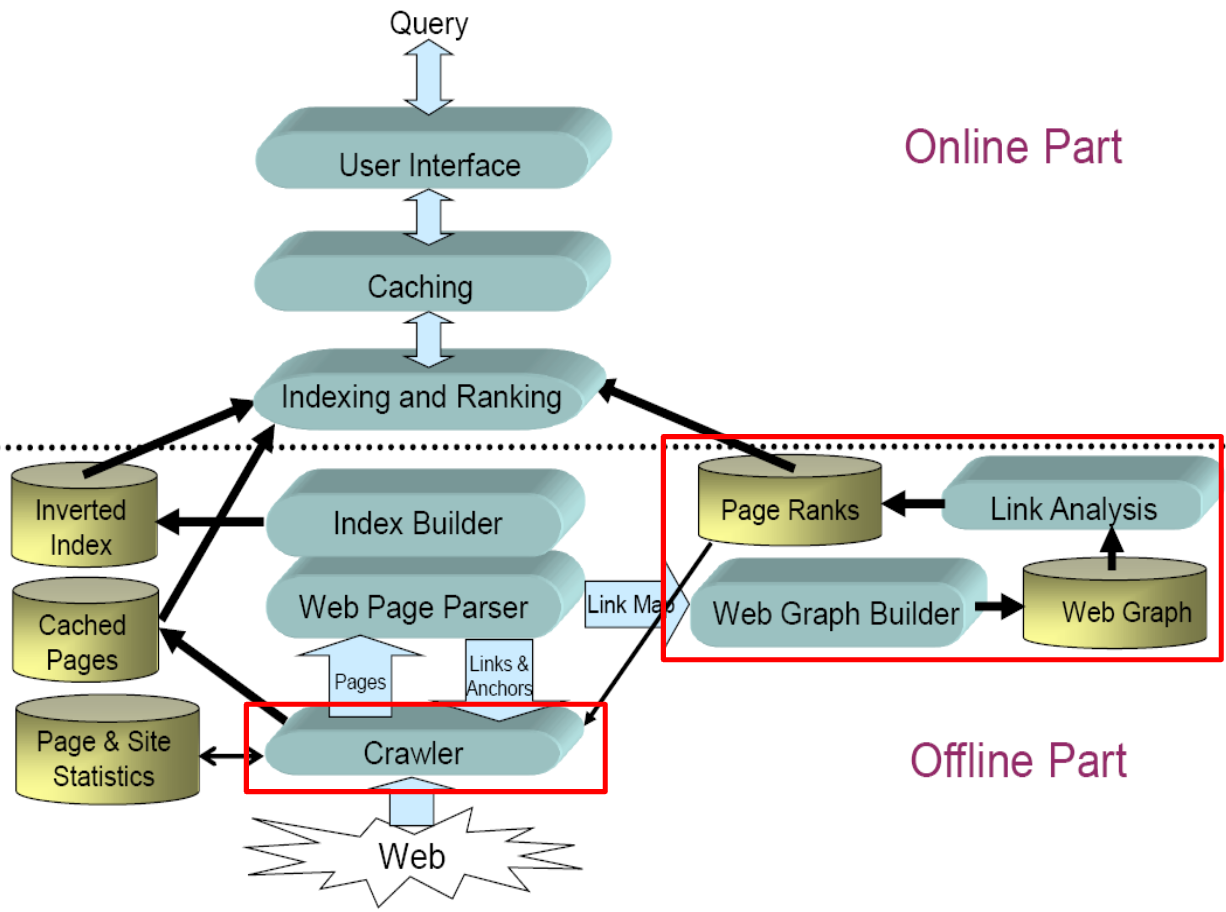 Query
User Interface
Online Part
Caching
Indexing and Ranking
Inverted
Index
Index Builder
Page Ranks
Link Analysis
Cached
Pages
Web Page Parser
Link Map
Web Graph Builder
Web Graph
Pages
Links &
Anchors
Page & Site
Statistics
Crawler
Offline Part
Web